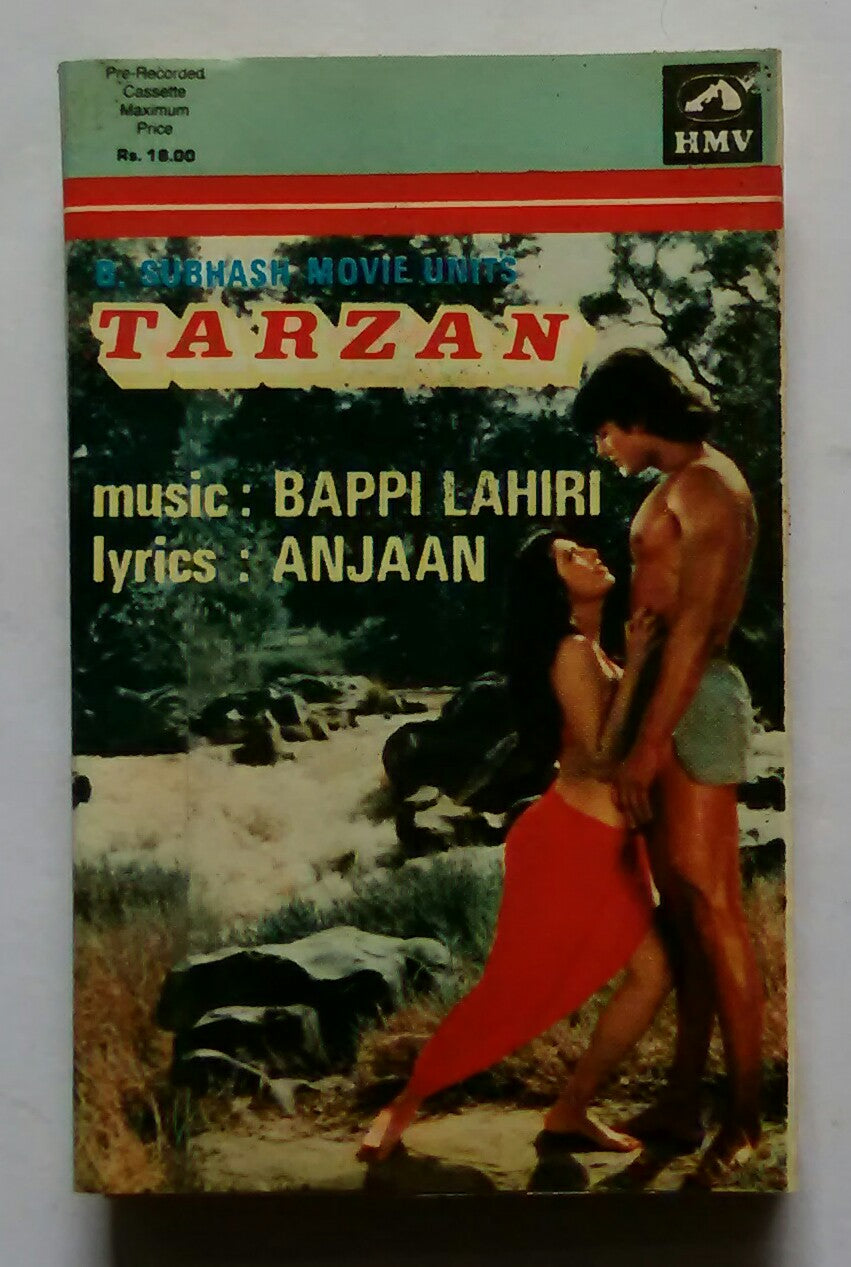 Pre-Recorded
Cassette
Maximum
Price
Rs. 18.00
HMV
B. SUBHASH MOVIE UNITS
TARZAN
music : BAPPI LAHIRI
lyrics : ANJAAN